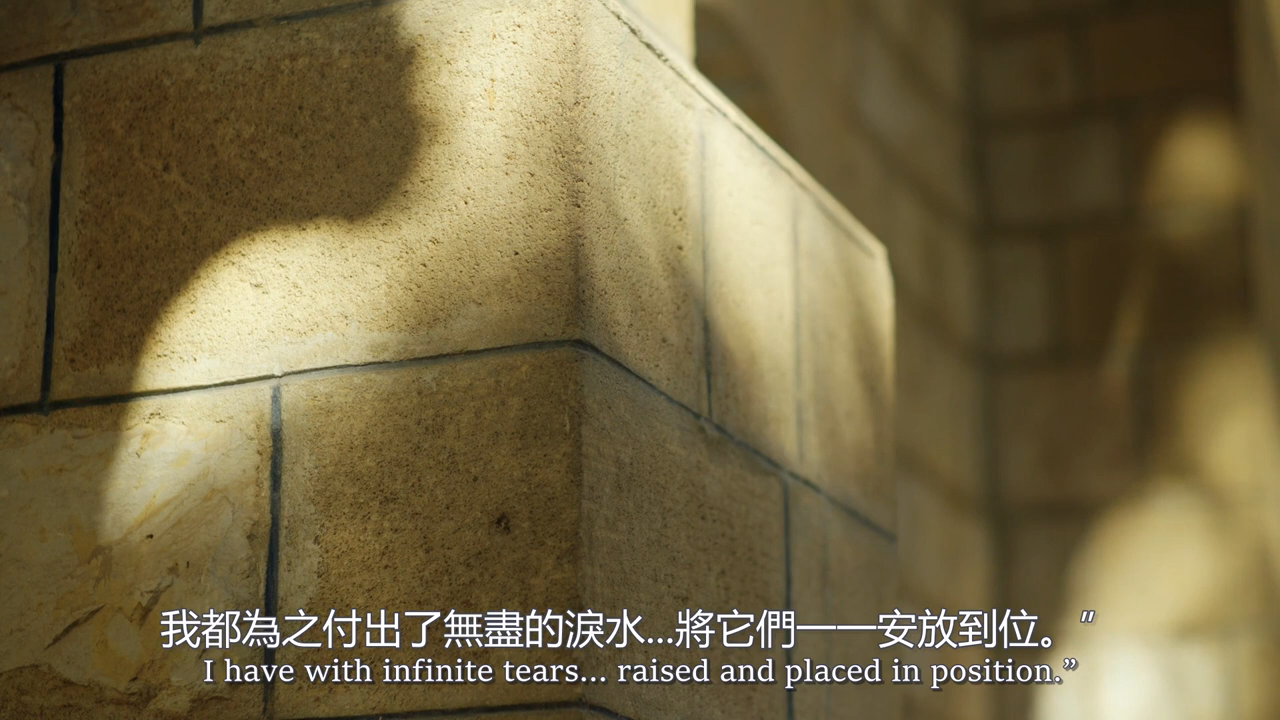 我都為之付出了無盡的淚水...將它們一一安放到位。”
I have with infinite tears... raised and placed in position.”